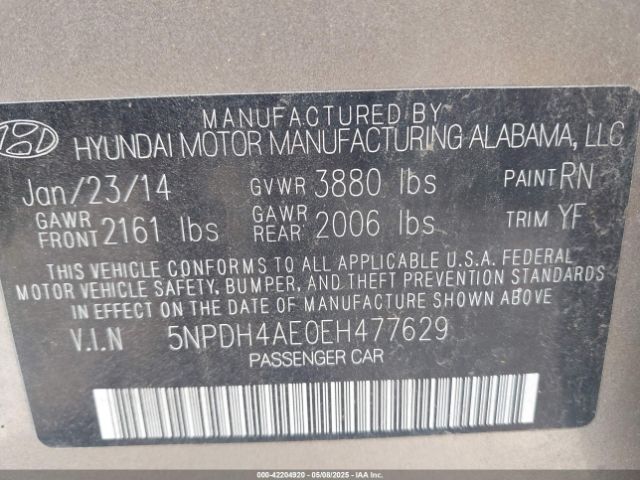 MANUFACTURED BY
HYUNDAI MOTOR MANUFACTURING ALABAMA, LLC
Jan/23/14 GVWR 3880 lbs PAINT RN
GAWR FRONT 2161 lbs GAWR REAR 2006 lbs TRIM YF
THIS VEHICLE CONFORMS TO ALL APPLICABLE U.S.A. FEDERAL
MOTOR VEHICLE SAFETY, BUMPER, AND THEFT PREVENTION STANDARDS
IN EFFECT ON THE DATE OF MANUFACTURE SHOWN ABOVE
V.I.N 5NPDH4AE0EH477629
PASSENGER CAR
000-42204920 - 05/08/2025 - IAAI.CA